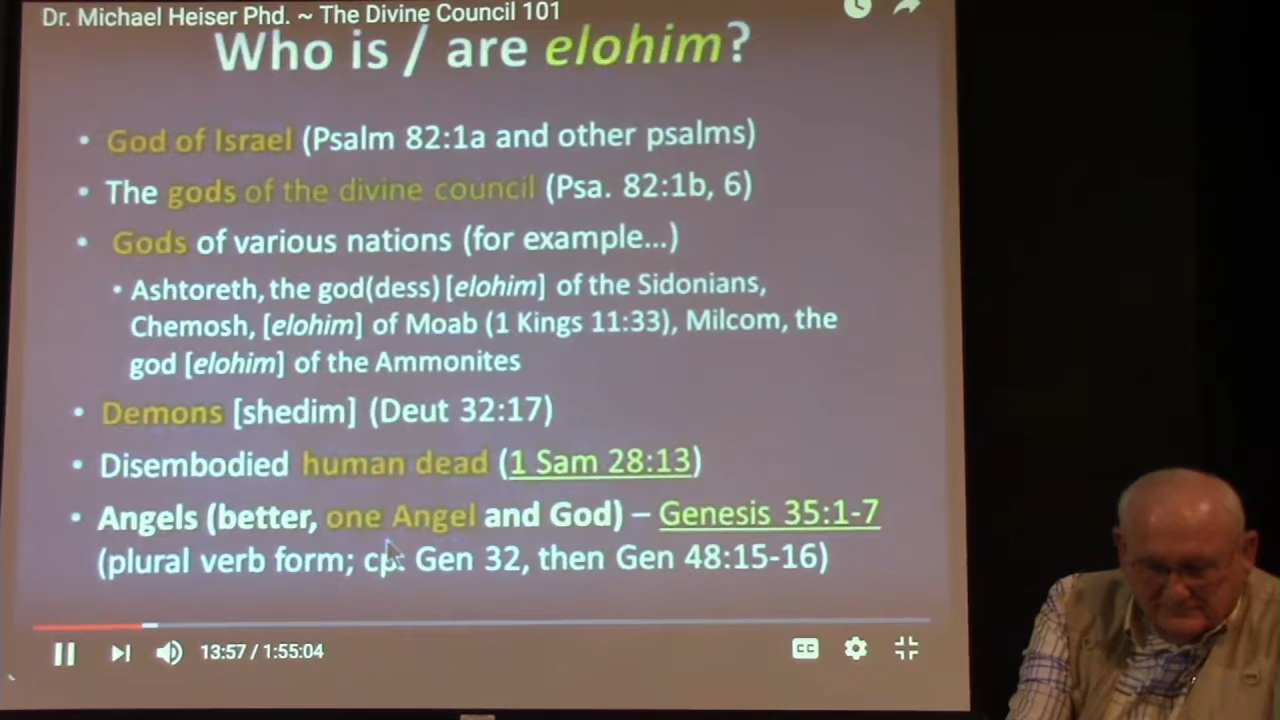 Dr. Michael Heiser Phd. ~ The Divine Council 101
Who is / are elohim?
• God of Israel (Psalm 82:1a and other psalms)
• The gods of the divine council (Psa. 82:1b, 6)
• Gods of various nations (for example...)
• Ashtoreth, the god(dess) [elohim] of the Sidonians,
Chemosh, [elohim] of Moab (1 Kings 11:33), Milcom, the
god [elohim] of the Ammonites
• Demons [shedim] (Deut 32:17)
• Disembodied human dead (1 Sam 28:13)
• Angels (better, one Angel and God) – Genesis 35:1-7
(plural verb form; cp. Gen 32, then Gen 48:15-16)
13:57 / 1:55:04
CC